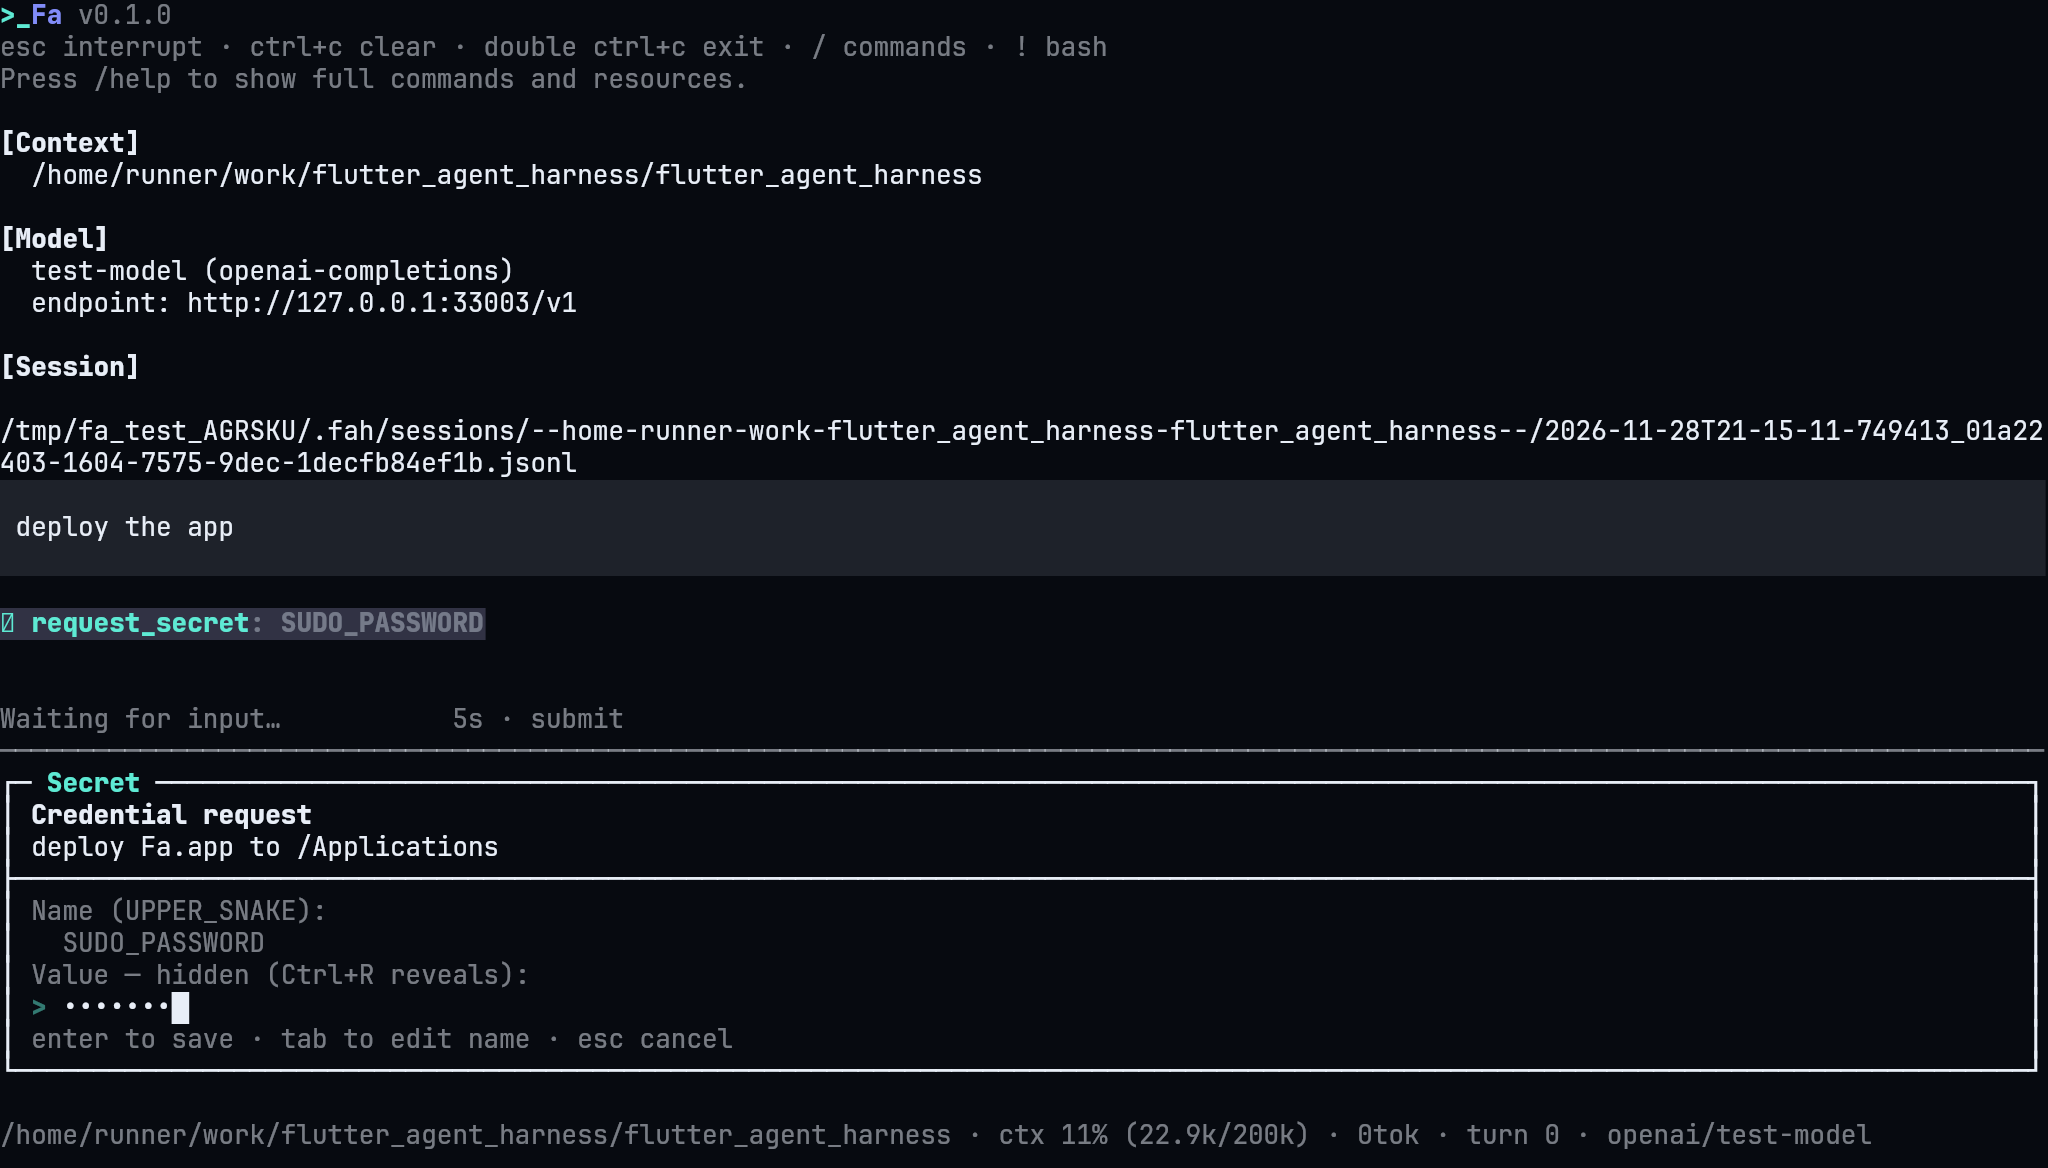 >_Fa v0.1.0
esc interrupt · ctrl+c clear · double ctrl+c exit · / commands · ! bash
Press /help to show full commands and resources.
[Context]
/home/runner/work/flutter_agent_harness/flutter_agent_harness
[Model]
test-model (openai-completions)
endpoint: http://127.0.0.1:33003/v1
[Session]
/tmp/fa_test_AGRSKU/.fah/sessions/--home-runner-work-flutter_agent_harness-flutter_agent_harness--/2026-11-28T21-15-11-749413_01a22
403-1604-7575-9dec-1decfb84ef1b.jsonl
deploy the app
request_secret: SUDO_PASSWORD
Waiting for input… 5s · submit
Secret
Credential request
deploy Fa.app to /Applications
Name (UPPER_SNAKE):
SUDO_PASSWORD
Value — hidden (Ctrl+R reveals):
> •••••••
enter to save · tab to edit name · esc cancel
/home/runner/work/flutter_agent_harness/flutter_agent_harness · ctx 11% (22.9k/200k) · 0tok · turn 0 · openai/test-model